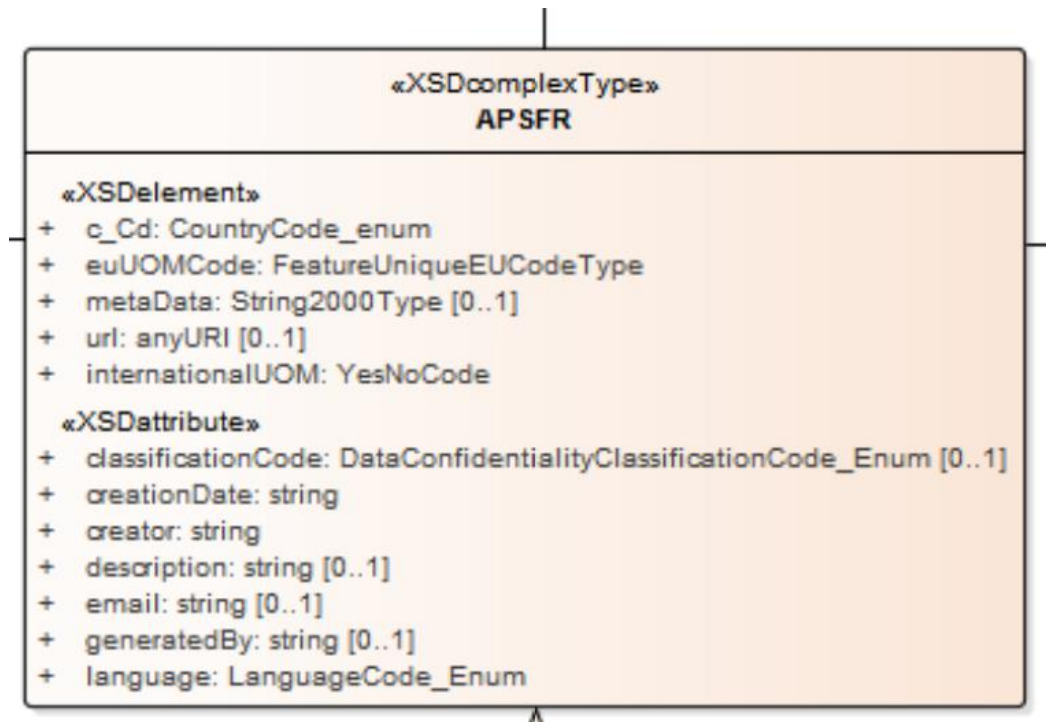 «XSDcomplexType»
APSFR
«XSDelement»
+ c_Cd: CountryCode_enum
+ euUOMCode: FeatureUniqueEUCodeType
+ metaData: String2000Type [0..1]
+ url: anyURI [0..1]
+ internationalUOM: YesNoCode
«XSDattribute»
+ classificationCode: DataConfidentialityClassificationCode_Enum [0..1]
+ creationDate: string
+ creator: string
+ description: string [0..1]
+ email: string [0..1]
+ generatedBy: string [0..1]
+ language: LanguageCode_Enum